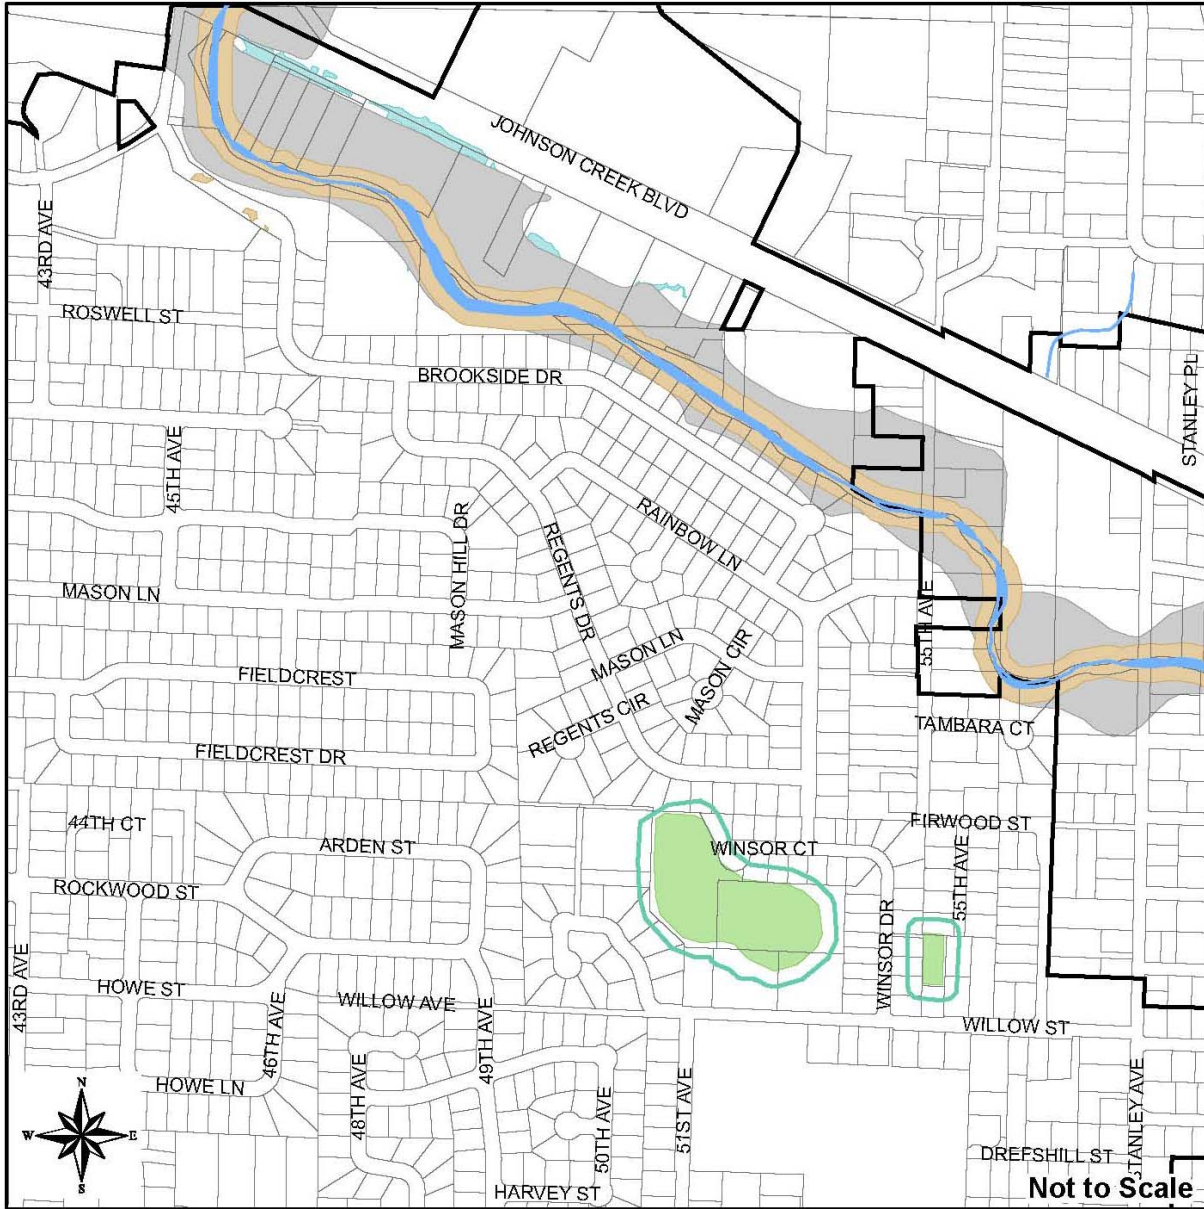 JOHNSON CREEK BLVD
43RD AVE
ROSWELL ST
BROOKSIDE DR
STANLEY PL
45TH AVE
MASON HILL DR
REGENTS DR
RAINBOW LN
MASON LN
55TH AVE
MASON LN
MASON CIR
FIELDCREST
REGENTS CIR
TAMBARA CT
FIELDCREST DR
44TH CT
ARDEN ST
WINSOR CT
FIRWOOD ST
ROCKWOOD ST
55TH AVE
WINSOR DR
43RD AVE
HOWE ST
WILLOW AVE
WILLOW ST
46TH AVE
49TH AVE
HOWE LN
48TH AVE
50TH AVE
51ST AVE
STANLEY AVE
N
W
E
S
DREFSHILL ST
HARVEY ST
Not to Scale